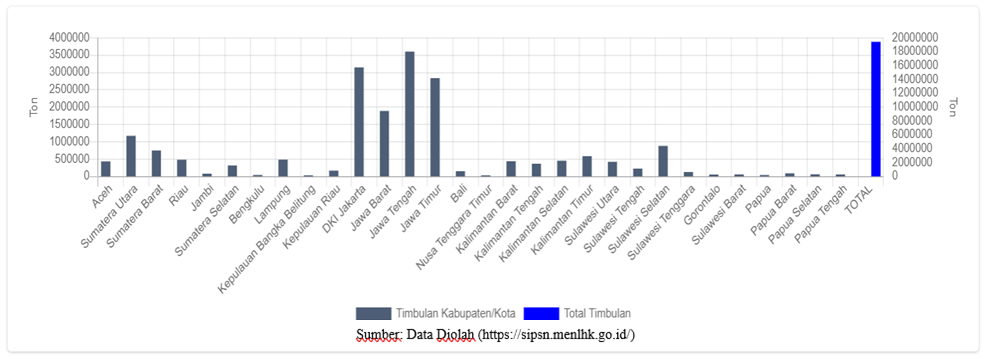 4000000
3500000
3000000
2500000
2000000
1500000
1000000
500000
0
Ton
20000000
18000000
16000000
14000000
12000000
10000000
8000000
6000000
4000000
2000000
0
Ton
Aceh
Sumatera Utara
Sumatera Barat
Riau
Jambi
Sumatera Selatan
Bengkulu
Lampung
Kepulauan Bangka Belitung
Kepulauan Riau
DKI Jakarta
Jawa Barat
Jawa Tengah
Jawa Timur
Bali
Nusa Tenggara Timur
Kalimantan Barat
Kalimantan Tengah
Kalimantan Selatan
Kalimantan Timur
Sulawesi Utara
Sulawesi Tengah
Sulawesi Selatan
Sulawesi Tenggara
Gorontalo
Sulawesi Barat
Papua
Papua Barat
Papua Selatan
Papua Tengah
TOTAL
Timbulan Kabupaten/Kota Total Timbulan
Sumber: Data Diolah (https://sipsn.menlhk.go.id/)